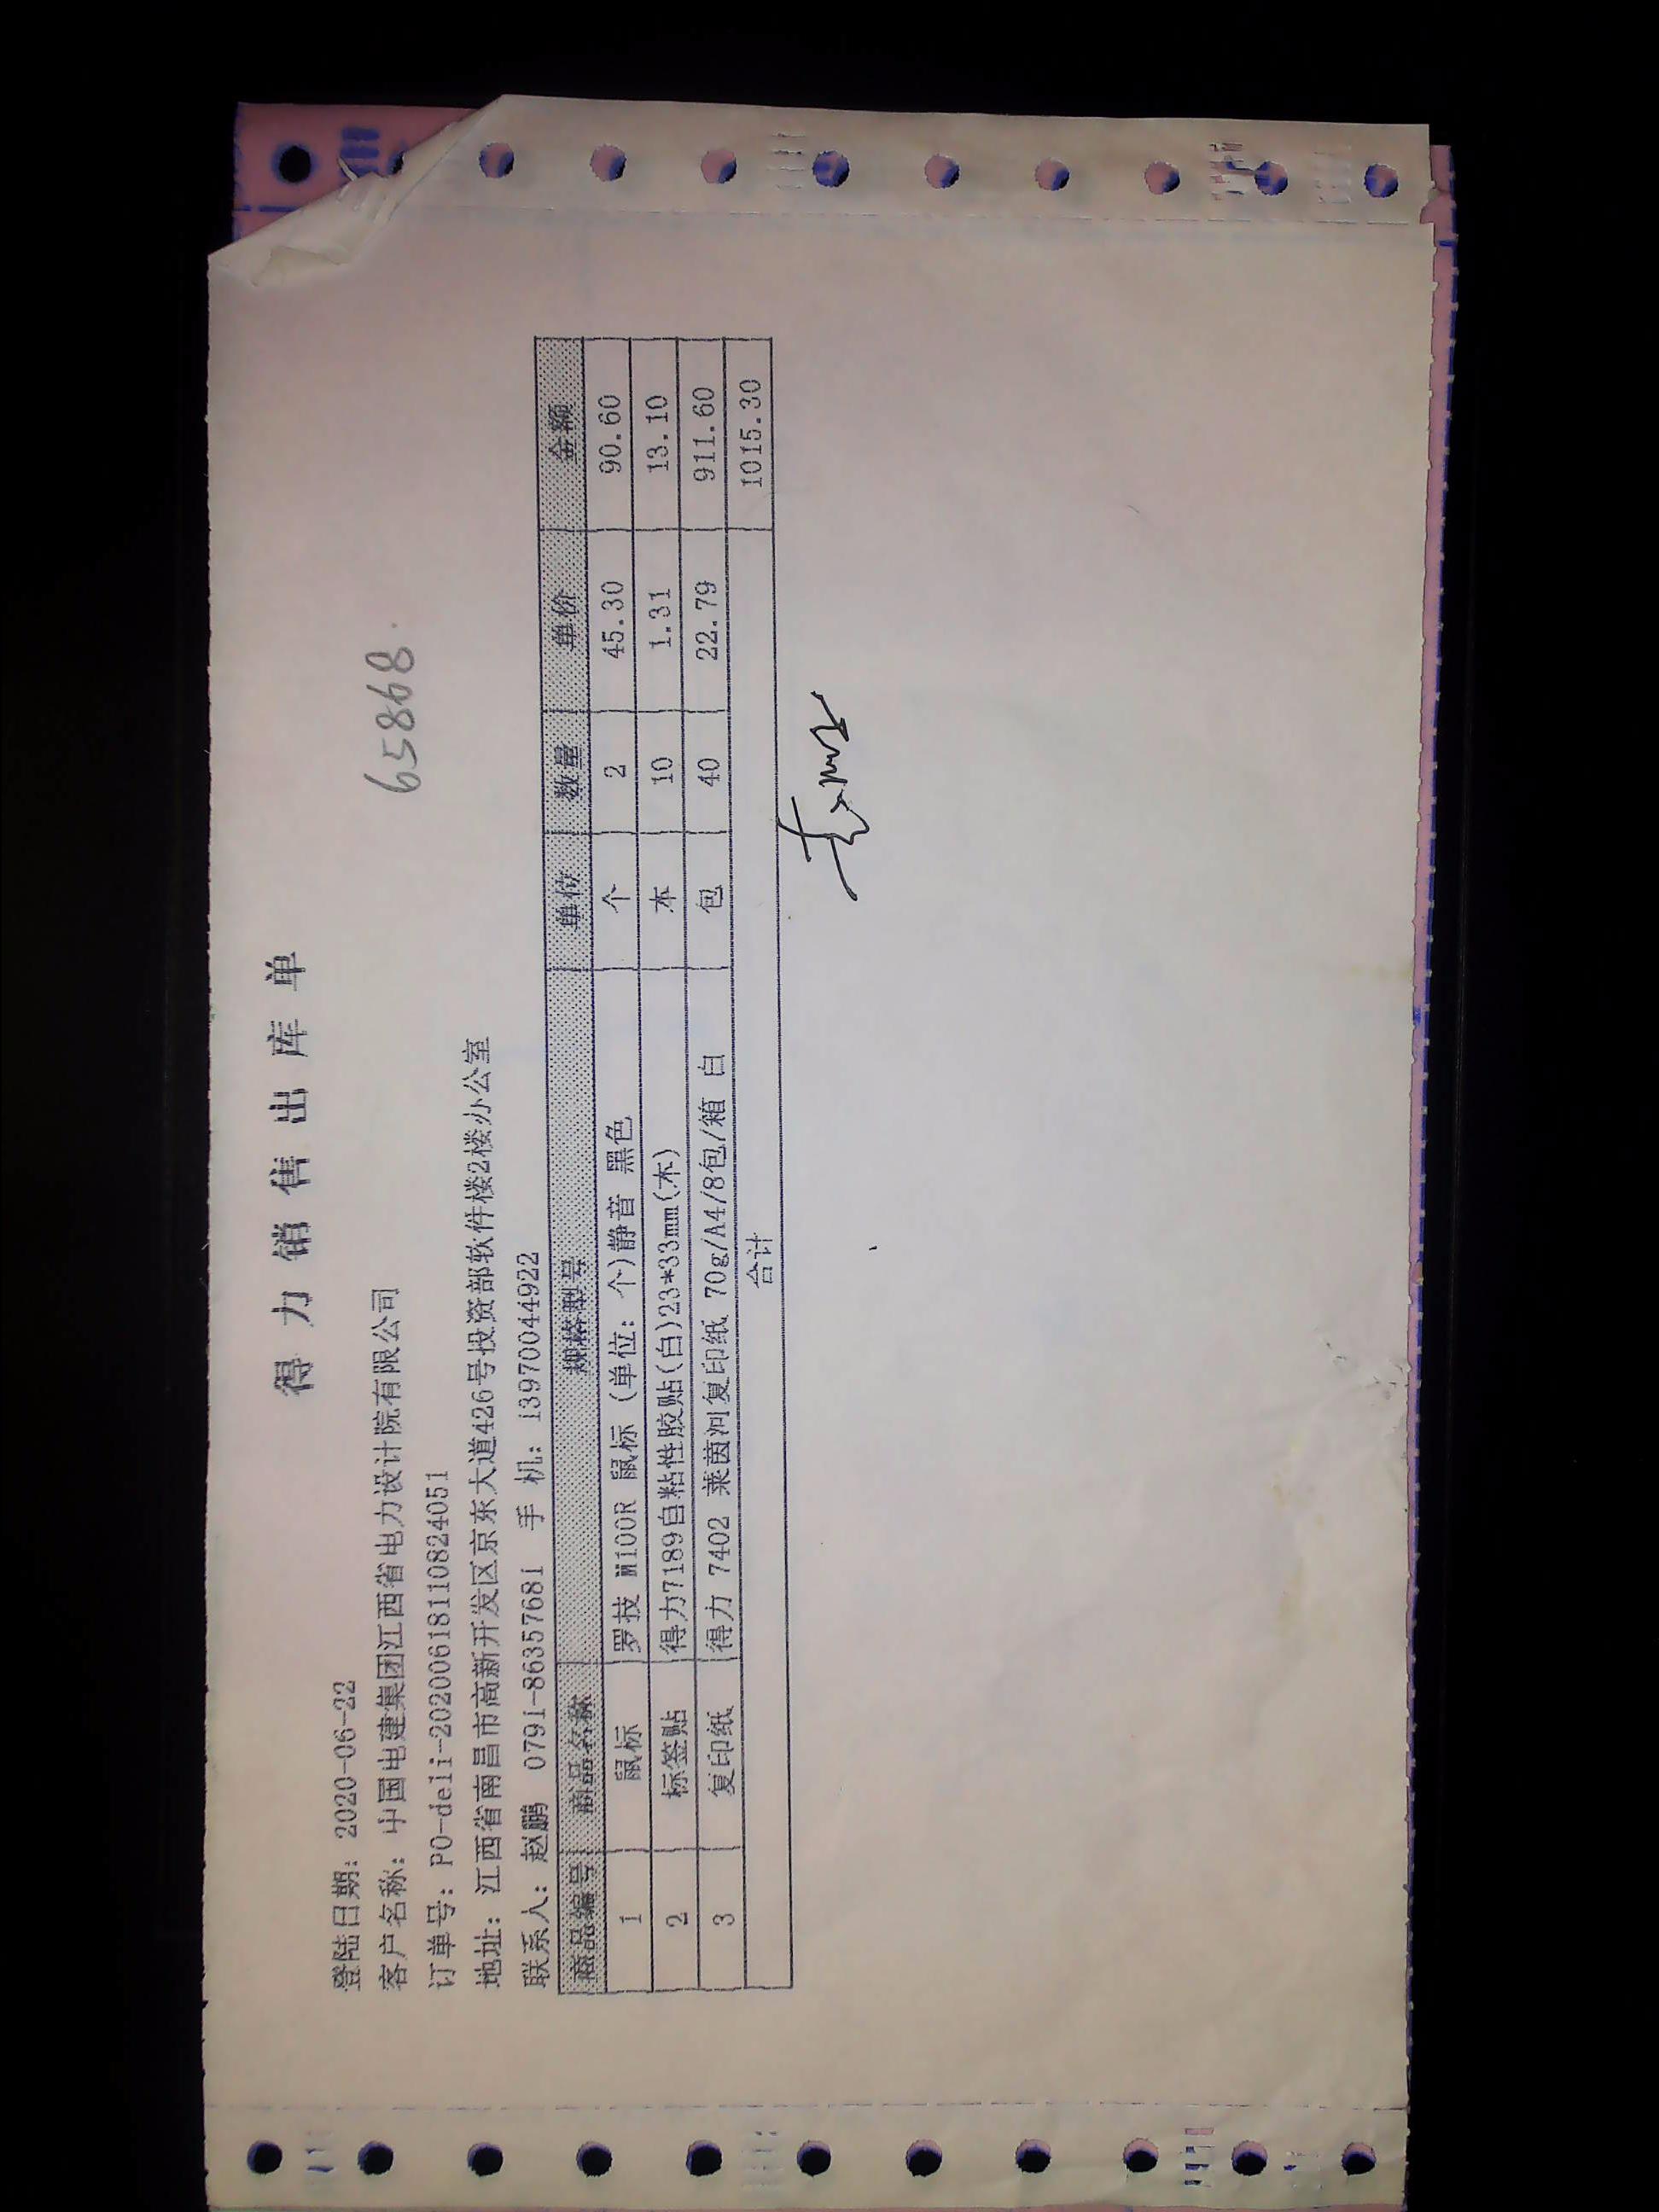 得力销售出库单
登陆日期: 2020-06-22
客户名称: 中国电建集团江西省电力设计院有限公司
65868.
订单号: PO-deli-20200618110824051
地址: 江西省南昌市高新开发区京东大道426号投资部软件楼2楼办公室
联系人: 赵鹏 0791-86357681 手 机: 13970044922
商品编号 商品名称 规格型号 单位 数量 单价 金额
1 鼠标 罗技 M100R 鼠标 (单位: 个)静音 黑色 个 2 45.30 90.60
2 标签贴 得力7189自粘性胶贴(白)23*33mm(本) 本 10 1.31 13.10
3 复印纸 得力 7402 莱茵河复印纸 70g/A4/8包/箱 白 包 40 22.79 911.60
合计 1015.30